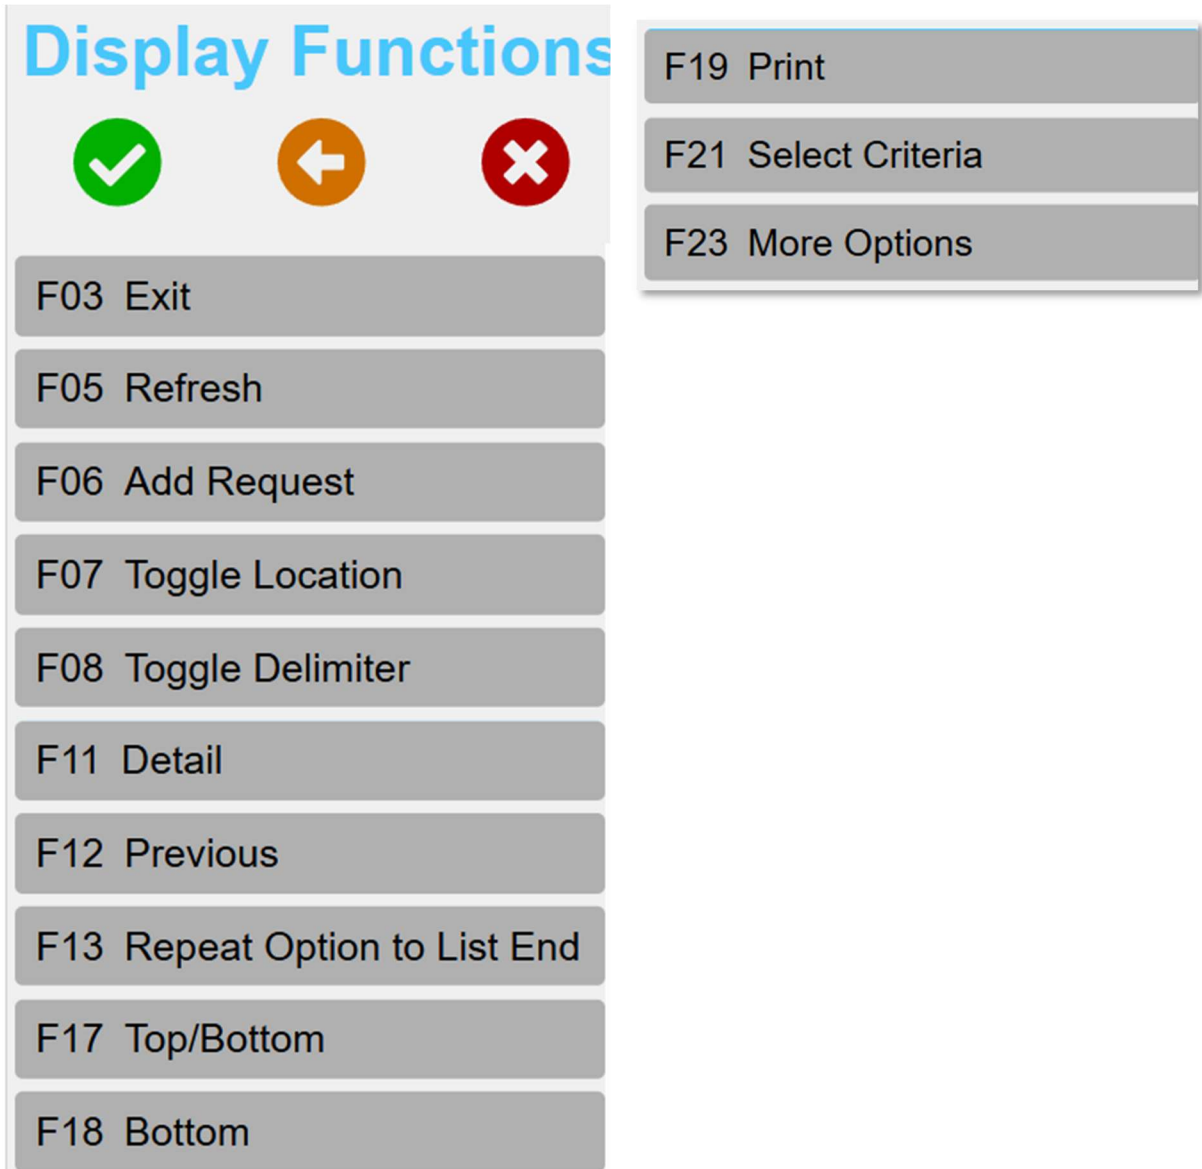 Display Functions
F03 Exit
F05 Refresh
F06 Add Request
F07 Toggle Location
F08 Toggle Delimiter
F11 Detail
F12 Previous
F13 Repeat Option to List End
F17 Top/Bottom
F18 Bottom
F19 Print
F21 Select Criteria
F23 More Options